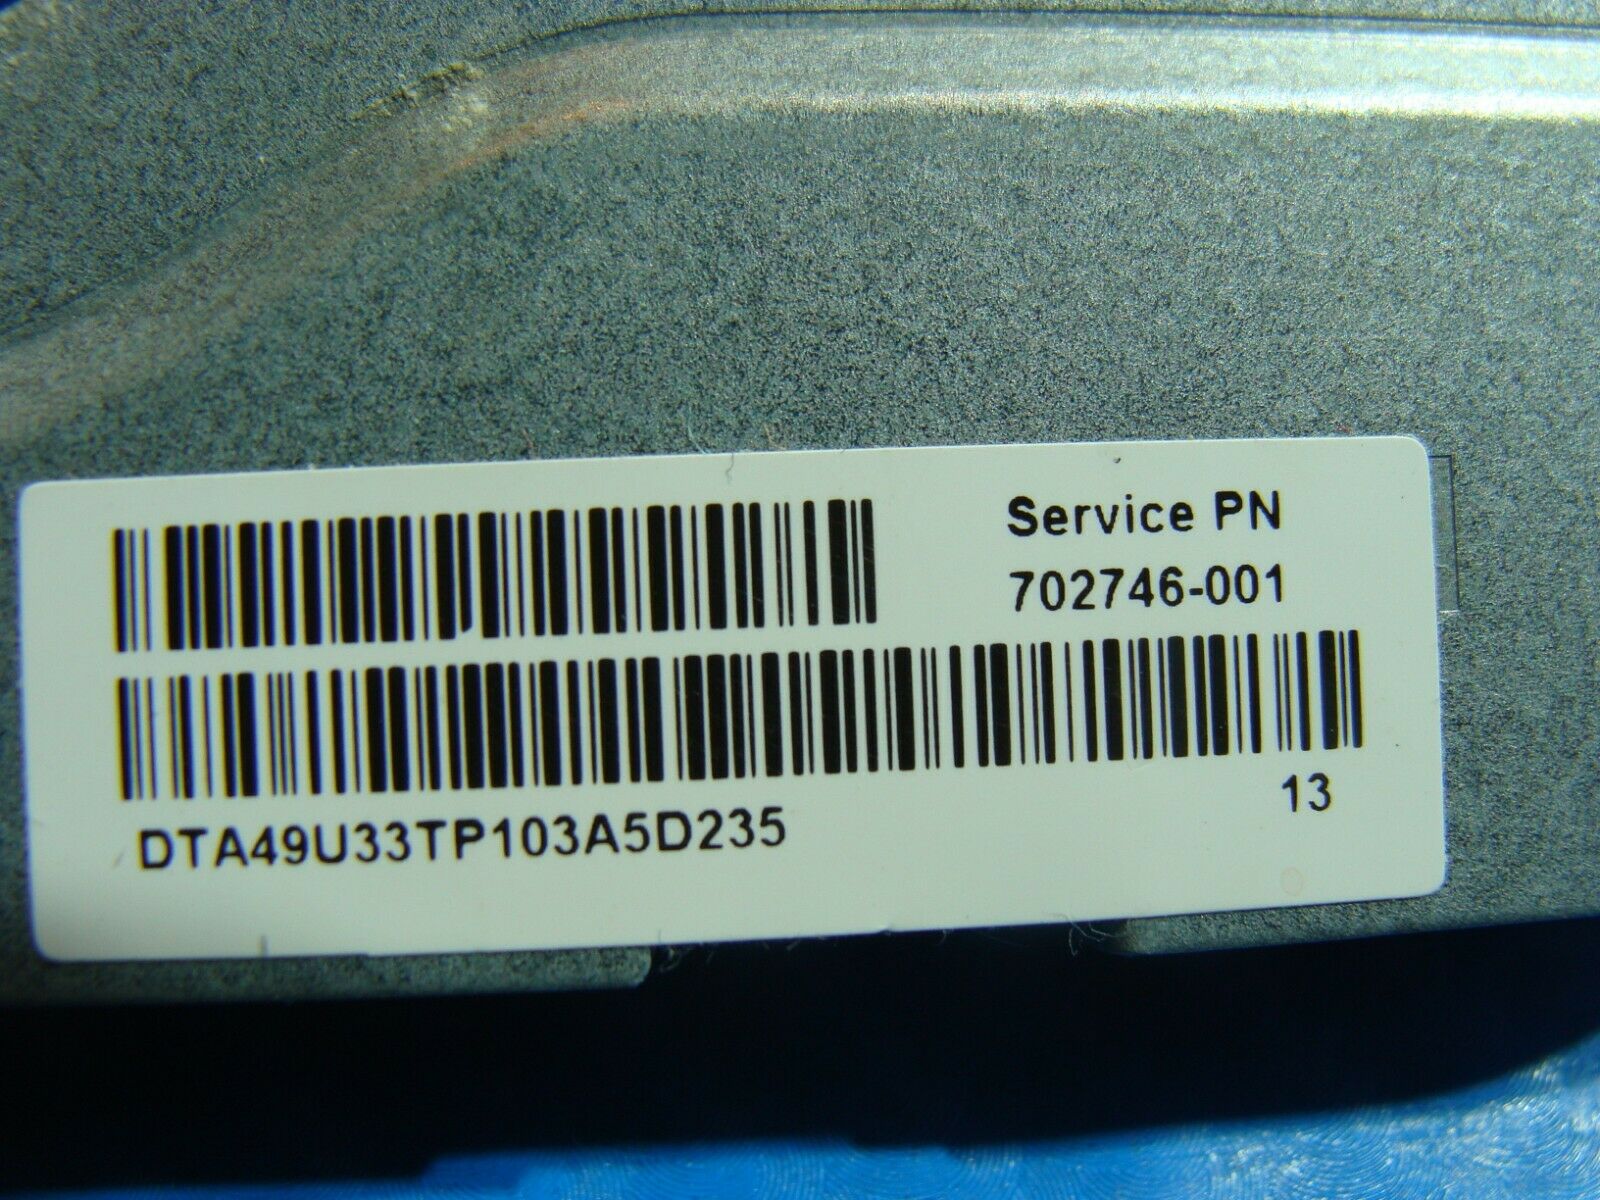 Service PN
702746-001
13
DTA49U33TP103A5D235